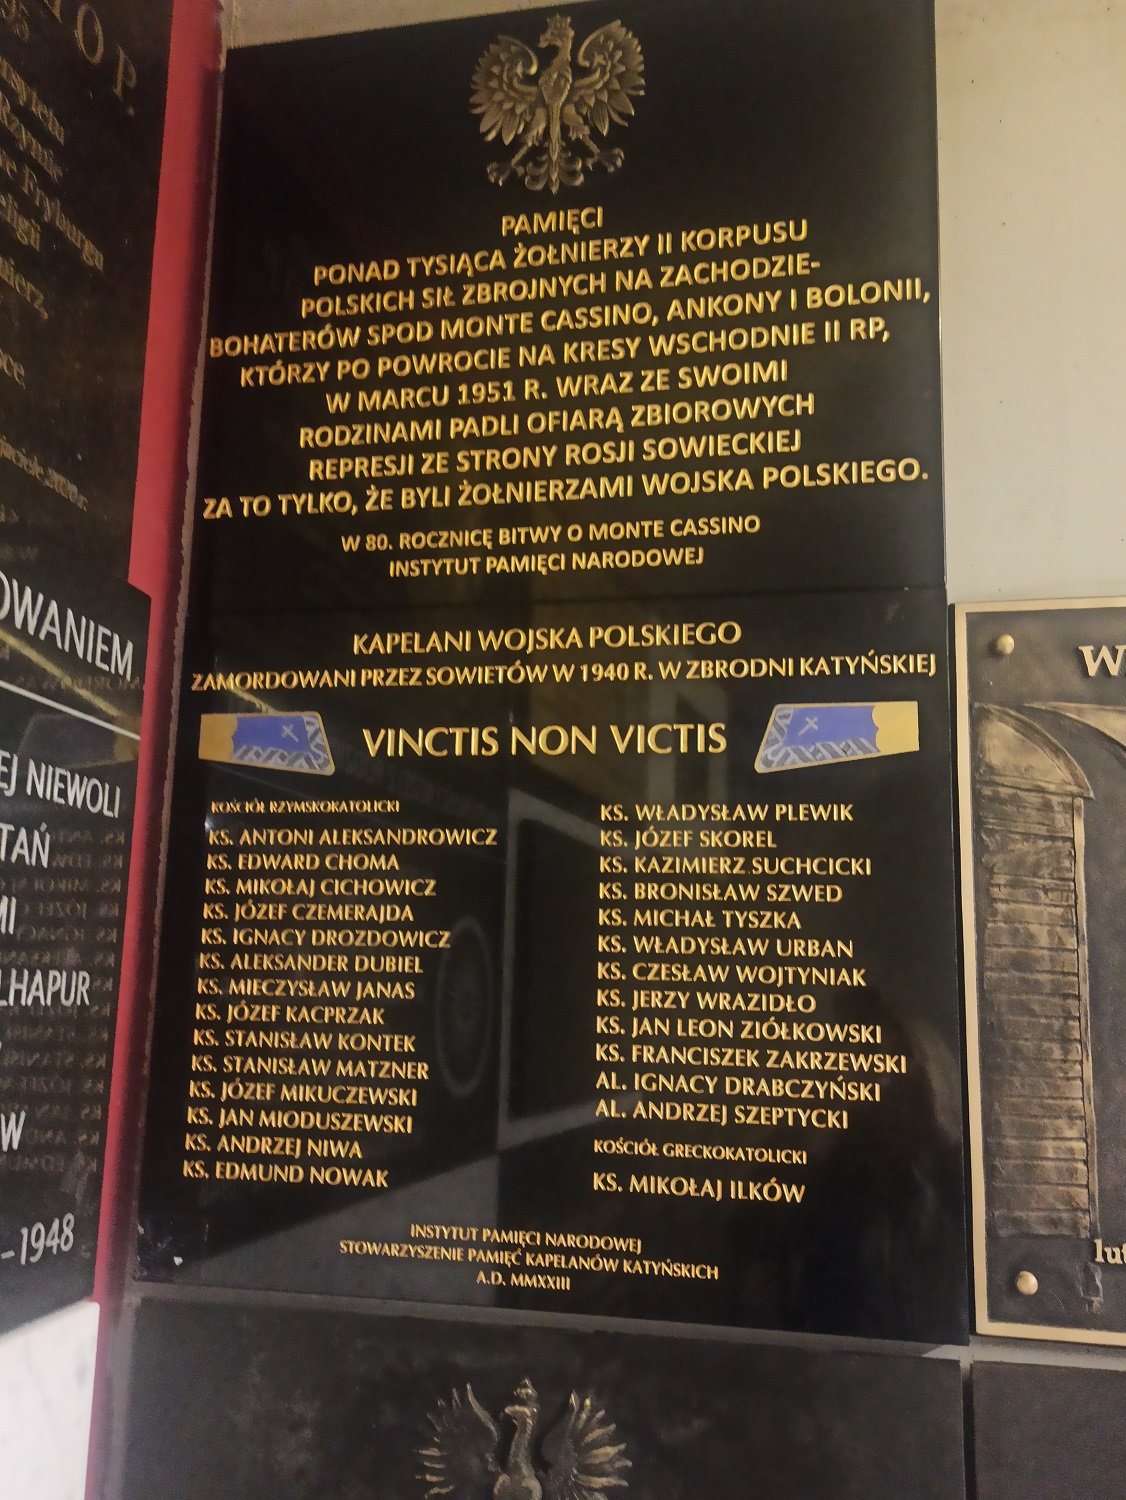 OP.
OWANIEM
EJ NIEWOLI
TAŃ
MI
LHAPUR
W
-1948
PAMIĘCI
PONAD TYSIĄCA ŻOŁNIERZY II KORPUSU
POLSKICH SIŁ ZBROJNYCH NA ZACHODZIE-
BOHATERÓW SPOD MONTE CASSINO, ANKONY I BOLONII,
KTÓRZY PO POWROCIE NA KRESY WSCHODNIE II RP,
W MARCU 1951 R. WRAZ ZE SWOIMI
RODZINAMI PADLI OFIARĄ ZBIOROWYCH
REPRESJI ZE STRONY ROSJI SOWIECKIEJ
ZA TO TYLKO, ŻE BYLI ŻOŁNIERZAMI WOJSKA POLSKIEGO.
W 80. ROCZNICĘ BITWY O MONTE CASSINO
INSTYTUT PAMIĘCI NARODOWEJ
KAPELANI WOJSKA POLSKIEGO
ZAMORDOWANI PRZEZ SOWIETÓW W 1940 R. W ZBRODNI KATYŃSKIEJ
VINCTIS NON VICTIS
KOŚCIÓŁ RZYMSKOKATOLICKI
KS. ANTONI ALEKSANDROWICZ
KS. EDWARD CHOMA
KS. MIKOŁAJ CICHOWICZ
KS. JÓZEF CZEMERAJDA
KS. IGNACY DROZDOWICZ
KS. ALEKSANDER DUBIEL
KS. MIECZYSŁAW JANAS
KS. JÓZEF KACPRZAK
KS. STANISŁAW KONTEK
KS. STANISŁAW MATZNER
KS. JÓZEF MIKUCZEWSKI
KS. JAN MIODUSZEWSKI
KS. ANDRZEJ NIWA
KS. EDMUND NOWAK
KS. WŁADYSŁAW PLEWIK
KS. JÓZEF SKOREL
KS. KAZIMIERZ SUCHCICKI
KS. BRONISŁAW SZWED
KS. MICHAŁ TYSZKA
KS. WŁADYSŁAW URBAN
KS. CZESŁAW WOJTYNIAK
KS. JERZY WRAZIDŁO
KS. JAN LEON ZIÓŁKOWSKI
KS. FRANCISZEK ZAKRZEWSKI
AL. IGNACY DRABCZYŃSKI
AL. ANDRZEJ SZEPTYCKI
KOŚCIÓŁ GRECKOKATOLICKI
KS. MIKOŁAJ ILKÓW
INSTYTUT PAMIĘCI NARODOWEJ
STOWARZYSZENIE PAMIĘĆ KAPELANÓW KATYŃSKICH
A.D. MMXXIII
W
lut